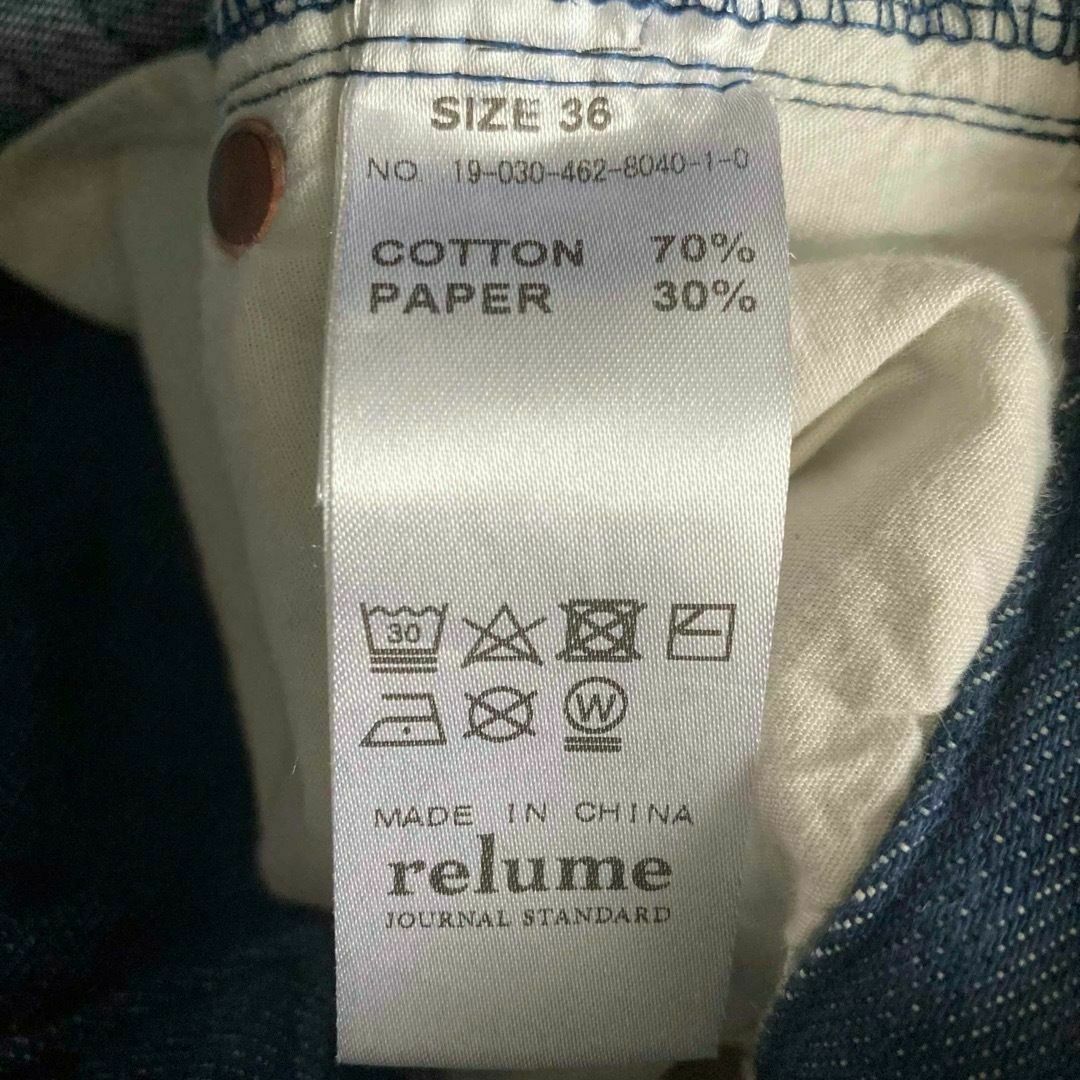 SIZE 36
NO. 19-030-462-8040-1-0
COTTON 70%
PAPER 30%
30
W
MADE IN CHINA
relume
JOURNAL STANDARD